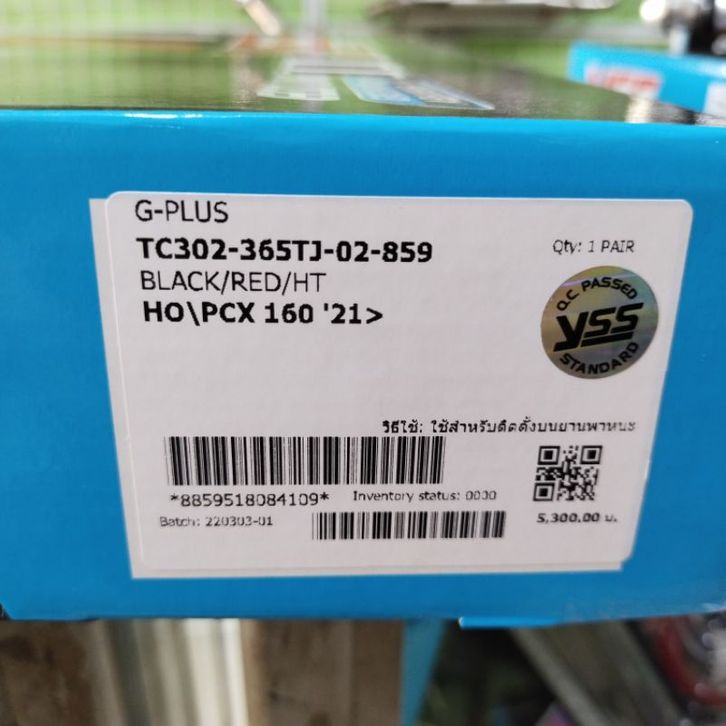 G-PLUS
TC302-365TJ-02-859
Qty: 1 PAIR
BLACK/RED/HT
HO\PCX 160 '21>
Q.C PASSED
YSS
STANDARD
วิธีใช้: ใช้สำหรับติดตั้งบนยานพาหนะ
*8859518084109*
Inventory status: 0000
Batch: 220303-01
5,300.00 บ.